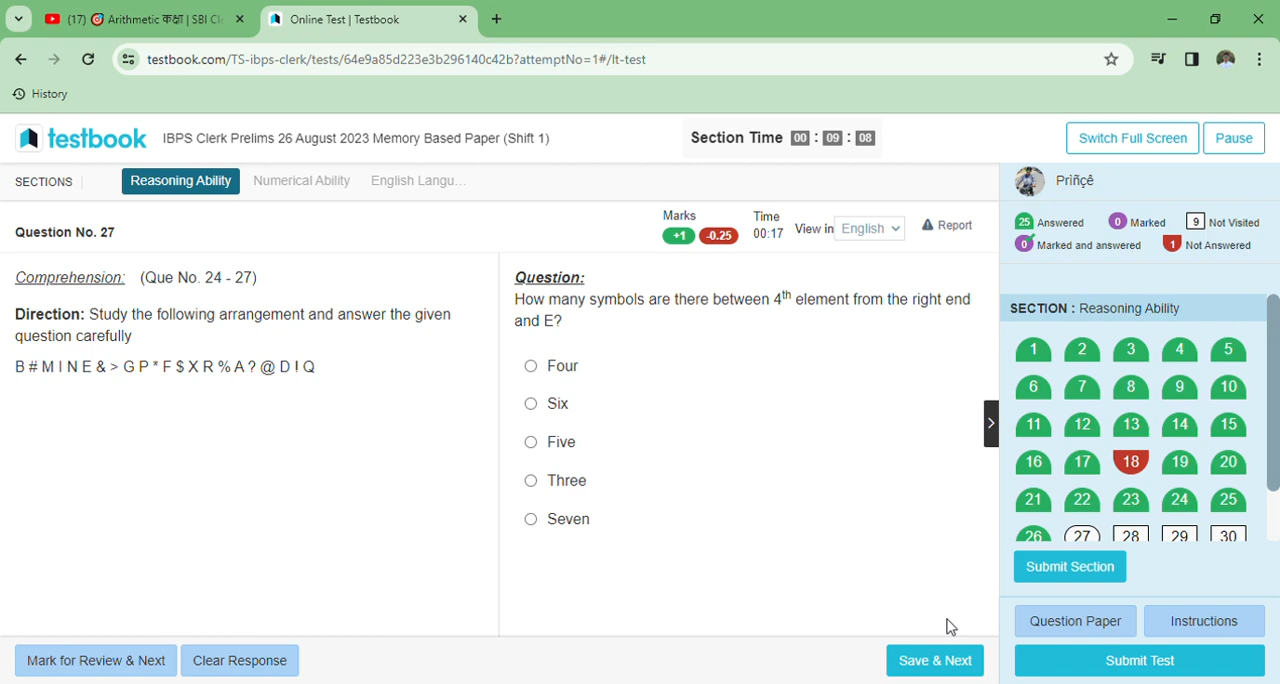 (17) 🎯 Arithmetic कक्षा | SBI Cl
Online Test | Testbook
testbook.com/TS-ibps-clerk/tests/64e9a85d223e3b296140c42b?attemptNo=1#/lt-test
History
testbook
IBPS Clerk Prelims 26 August 2023 Memory Based Paper (Shift 1)
Section Time 00 : 09 : 08
Switch Full Screen
Pause
SECTIONS
Reasoning Ability
Numerical Ability
English Langu...
Prîñçê
Question No. 27
Marks
+1 -0.25
Time
00:17
View in English
Report
25 Answered
0 Marked
9 Not Visited
0 Marked and answered
1 Not Answered
Comprehension: (Que No. 24 - 27)
Direction: Study the following arrangement and answer the given
question carefully
B # M I N E & > G P * F $ X R % A ? @ D ! Q
Question:
How many symbols are there between 4th element from the right end
and E?
Four
Six
Five
Three
Seven
SECTION : Reasoning Ability
1 2 3 4 5
6 7 8 9 10
11 12 13 14 15
16 17 18 19 20
21 22 23 24 25
26 27 28 29 30
Submit Section
Question Paper
Instructions
Mark for Review & Next
Clear Response
Save & Next
Submit Test